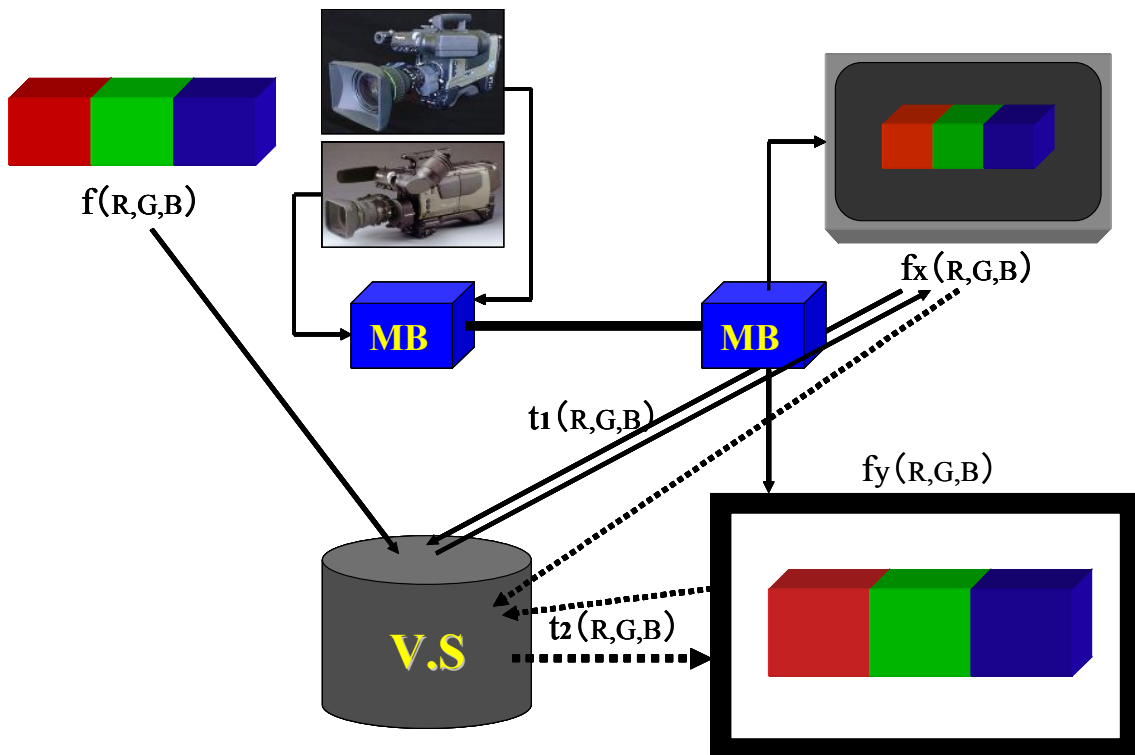 f(R,G,B)
fx(R,G,B)
MB
MB
t1(R,G,B)
fy(R,G,B)
t2(R,G,B)
V.S